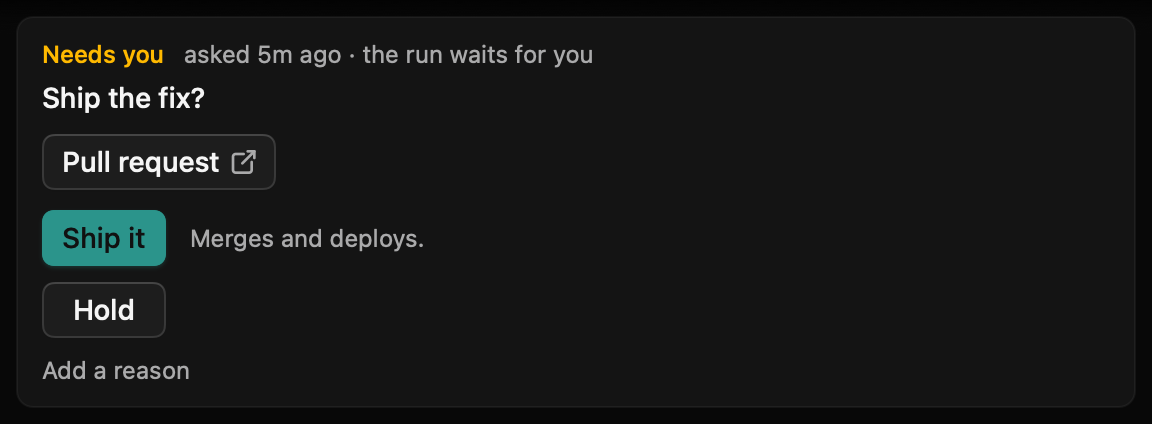 Needs you asked 5m ago · the run waits for you
Ship the fix?
Pull request
Ship it Merges and deploys.
Hold
Add a reason